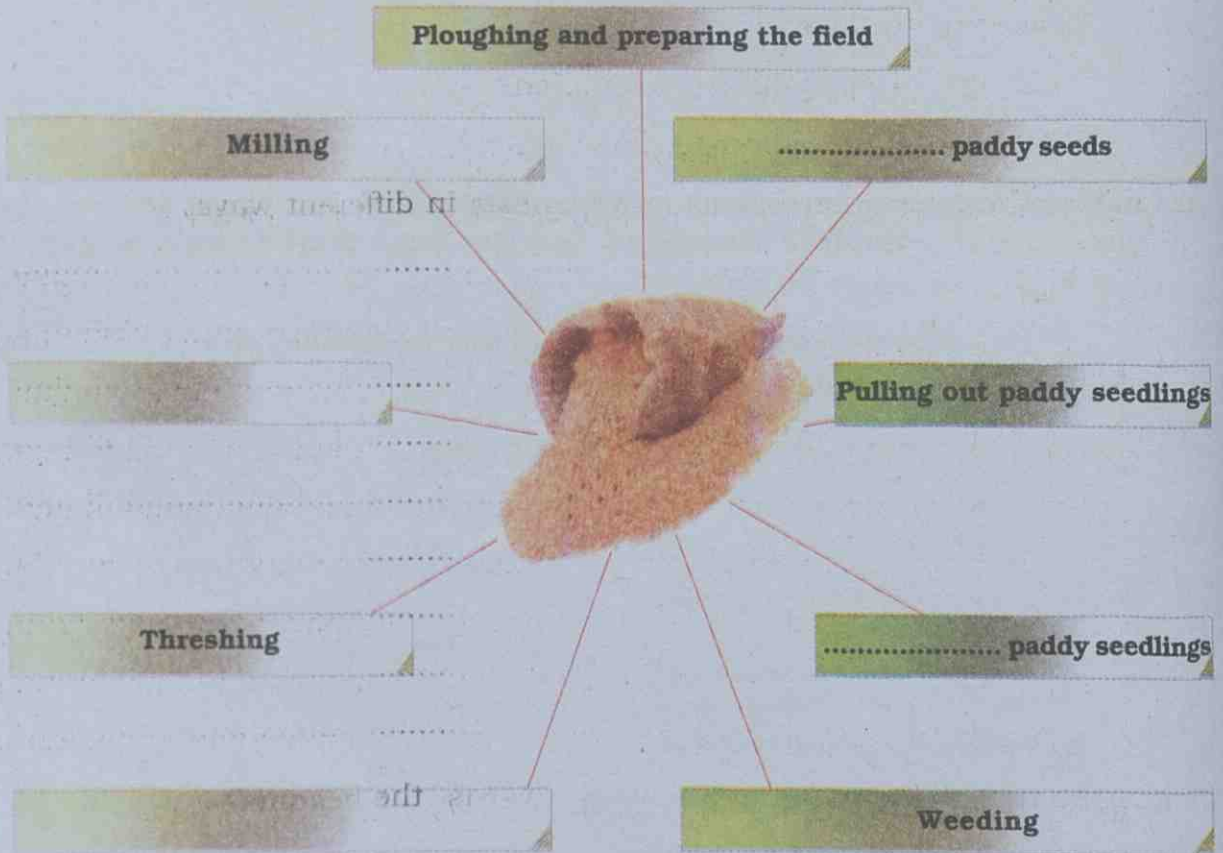 Ploughing and preparing the field
Milling
..................... paddy seeds
Pulling out paddy seedlings
Threshing
..................... paddy seedlings
Weeding